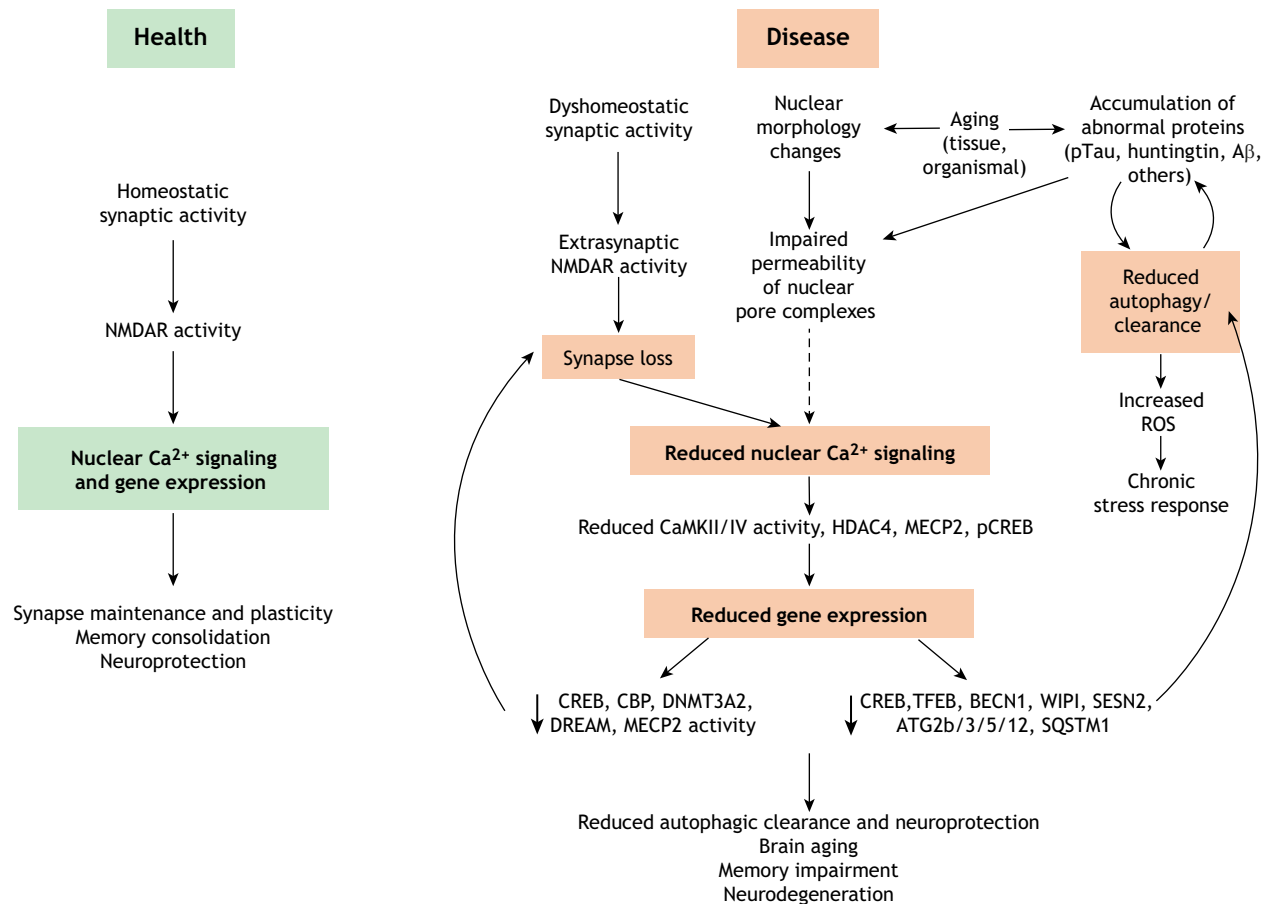 Health
Homeostatic
synaptic activity
NMDAR activity
Nuclear Ca²⁺ signaling
and gene expression
Synapse maintenance and plasticity
Memory consolidation
Neuroprotection
Disease
Dyshomeostatic
synaptic activity
Extrasynaptic
NMDAR activity
Synapse loss
Nuclear
morphology
changes
Aging
(tissue,
organismal)
Accumulation of
abnormal proteins
(pTau, huntingtin, Aβ,
others)
Impaired
permeability
of nuclear
pore complexes
Reduced
autophagy/
clearance
Increased
ROS
Chronic
stress response
Reduced nuclear Ca²⁺ signaling
Reduced CaMKII/IV activity, HDAC4, MECP2, pCREB
Reduced gene expression
CREB, CBP, DNMT3A2,
DREAM, MECP2 activity
CREB,TFEB, BECN1, WIPI, SESN2,
ATG2b/3/5/12, SQSTM1
Reduced autophagic clearance and neuroprotection
Brain aging
Memory impairment
Neurodegeneration